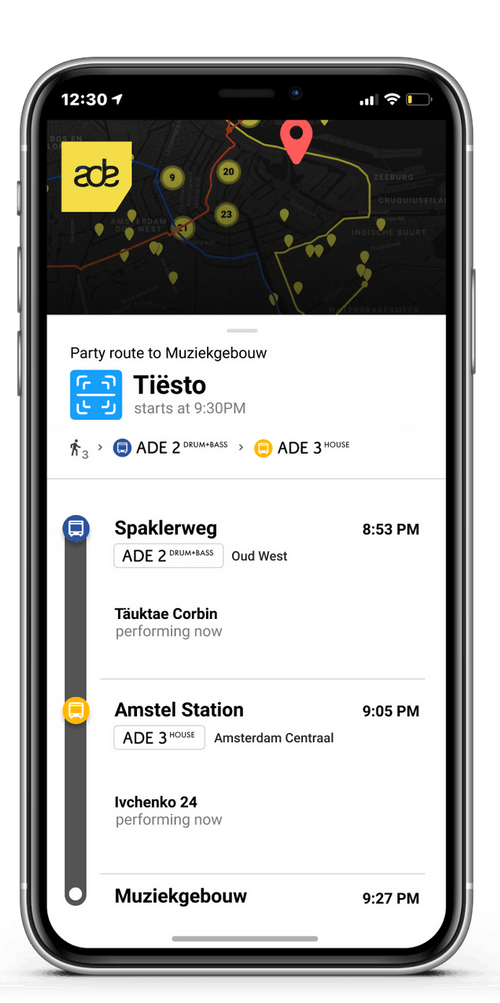 12:30
BOS EN
ade
9
20
ZEEBURG
23
21
AMSTERDAM
OUD-WEST
INDISCHE BUURT
Party route to Muziekgebouw
Tiësto
starts at 9:30PM
3 > ADE 2 DRUM+BASS > ADE 3 HOUSE
Spaklerweg 8:53 PM
ADE 2 DRUM+BASS Oud West
Täuktae Corbin
performing now
Amstel Station 9:05 PM
ADE 3 HOUSE Amsterdam Centraal
Ivchenko 24
performing now
Muziekgebouw 9:27 PM